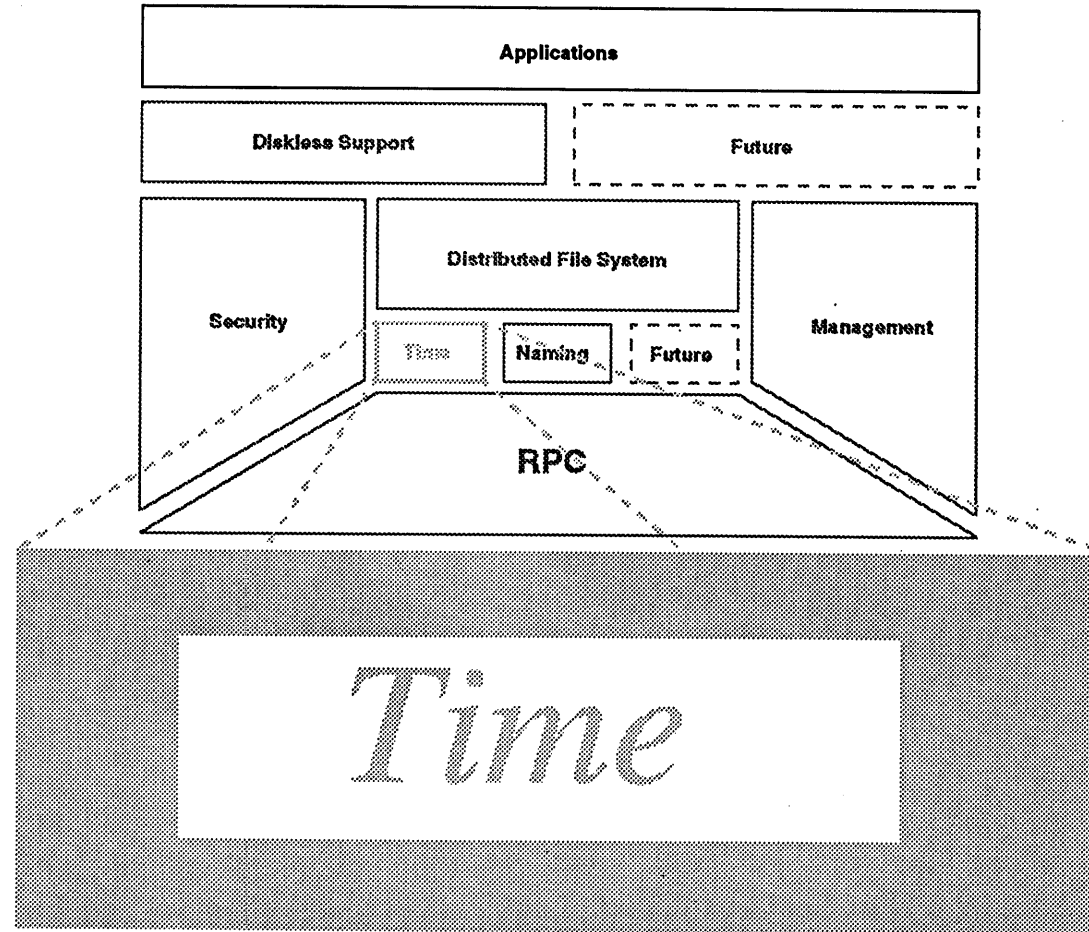 Applications
Diskless Support
Future
Distributed File System
Security
Management
Time
Naming
Future
RPC
Time